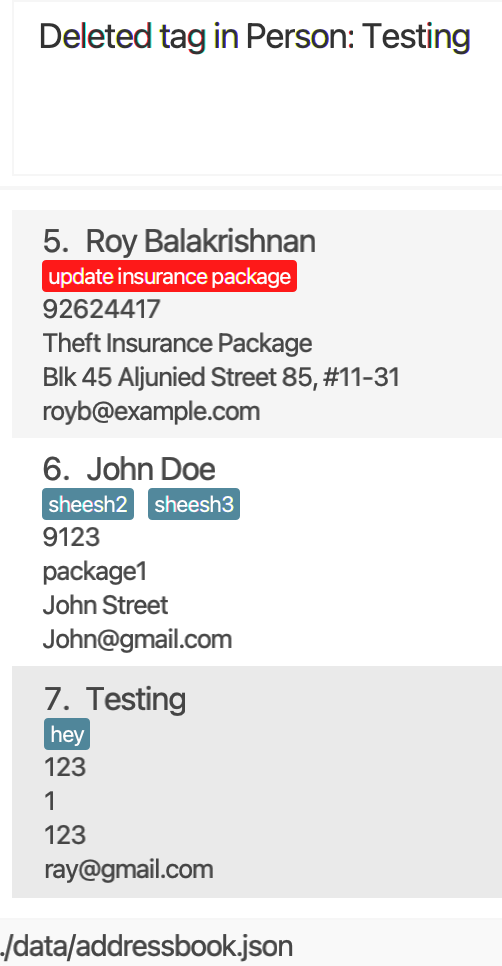 Deleted tag in Person: Testing
5. Roy Balakrishnan
update insurance package
92624417
Theft Insurance Package
Blk 45 Aljunied Street 85, #11-31
royb@example.com
6. John Doe
sheesh2 sheesh3
9123
package1
John Street
John@gmail.com
7. Testing
hey
123
1
123
ray@gmail.com
./data/addressbook.json